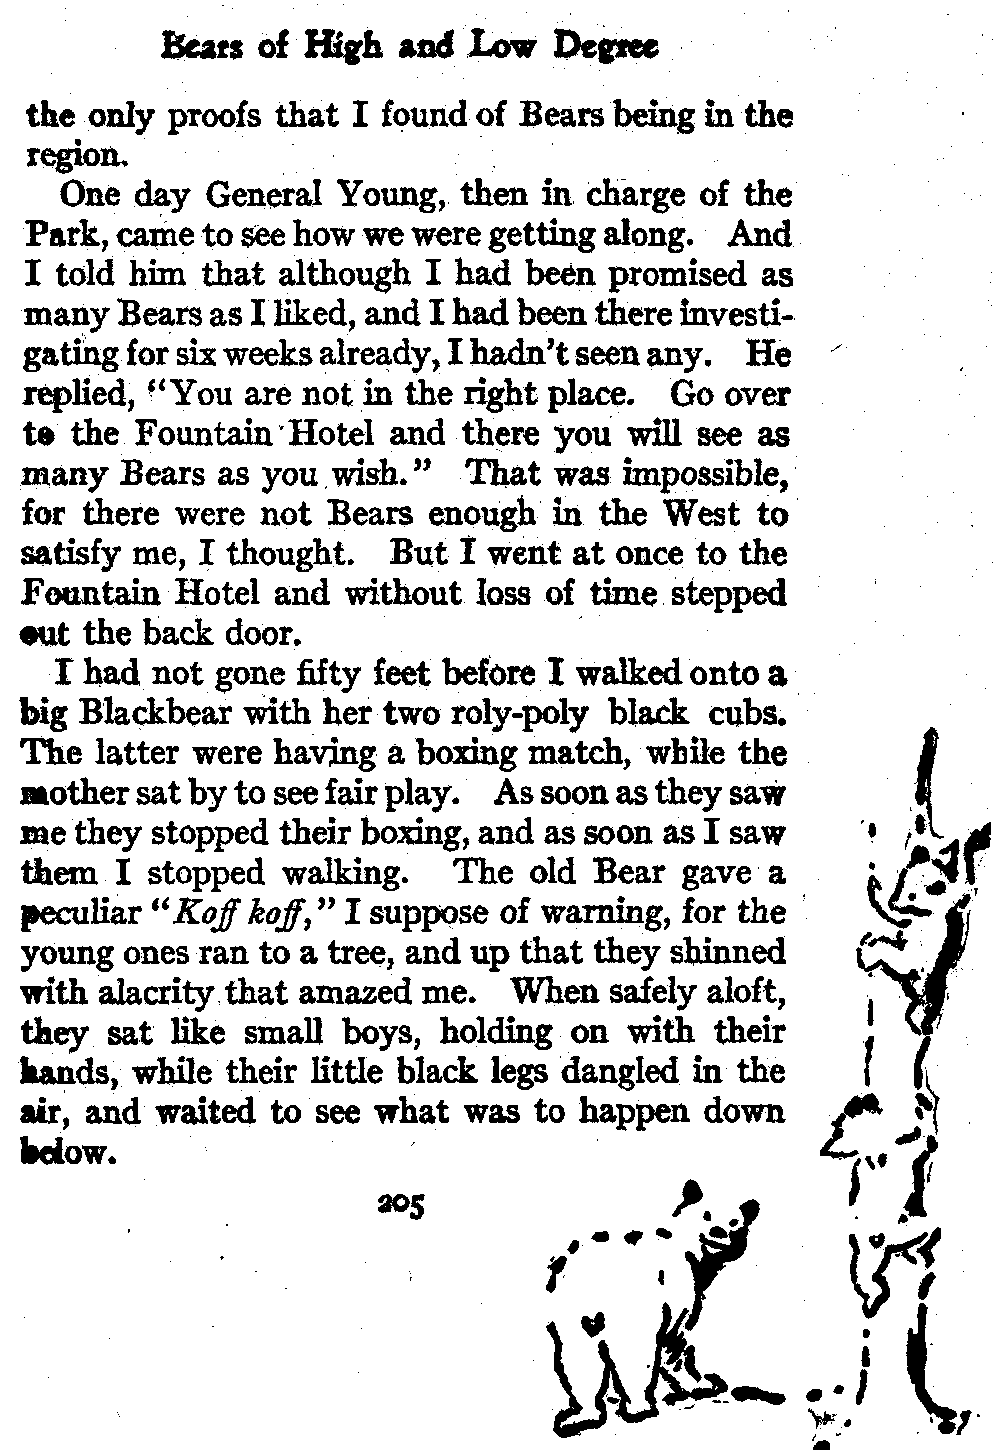 Bears of High and Low Degree
the only proofs that I found of Bears being in the
region.
One day General Young, then in charge of the
Park, came to see how we were getting along. And
I told him that although I had been promised as
many Bears as I liked, and I had been there investi-
gating for six weeks already, I hadn't seen any. He
replied, "You are not in the right place. Go over
to the Fountain Hotel and there you will see as
many Bears as you wish." That was impossible,
for there were not Bears enough in the West to
satisfy me, I thought. But I went at once to the
Fountain Hotel and without loss of time stepped
out the back door.
I had not gone fifty feet before I walked onto a
big Blackbear with her two roly-poly black cubs.
The latter were having a boxing match, while the
mother sat by to see fair play. As soon as they saw
me they stopped their boxing, and as soon as I saw
them I stopped walking. The old Bear gave a
peculiar "Koff koff," I suppose of warning, for the
young ones ran to a tree, and up that they shinned
with alacrity that amazed me. When safely aloft,
they sat like small boys, holding on with their
hands, while their little black legs dangled in the
air, and waited to see what was to happen down
below.
205